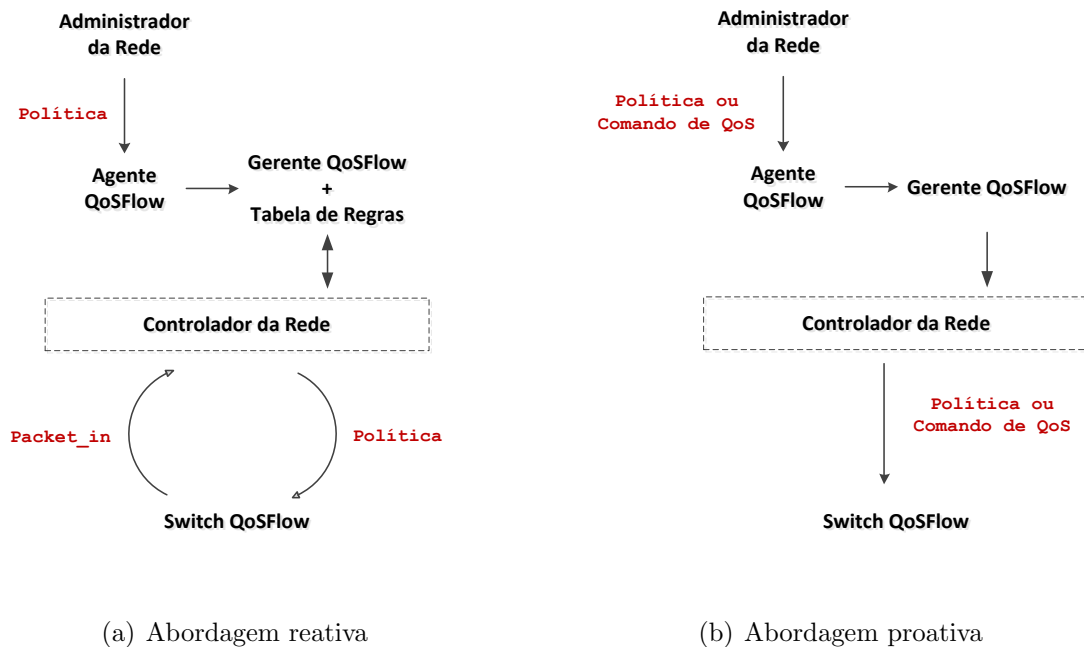 Administrador
da Rede
Política
Agente
QoSFlow
Gerente QoSFlow
+
Tabela de Regras
Controlador da Rede
Packet_in
Política
Switch QoSFlow
(a) Abordagem reativa
Administrador
da Rede
Política ou
Comando de QoS
Agente
QoSFlow
Gerente QoSFlow
Controlador da Rede
Política ou
Comando de QoS
Switch QoSFlow
(b) Abordagem proativa